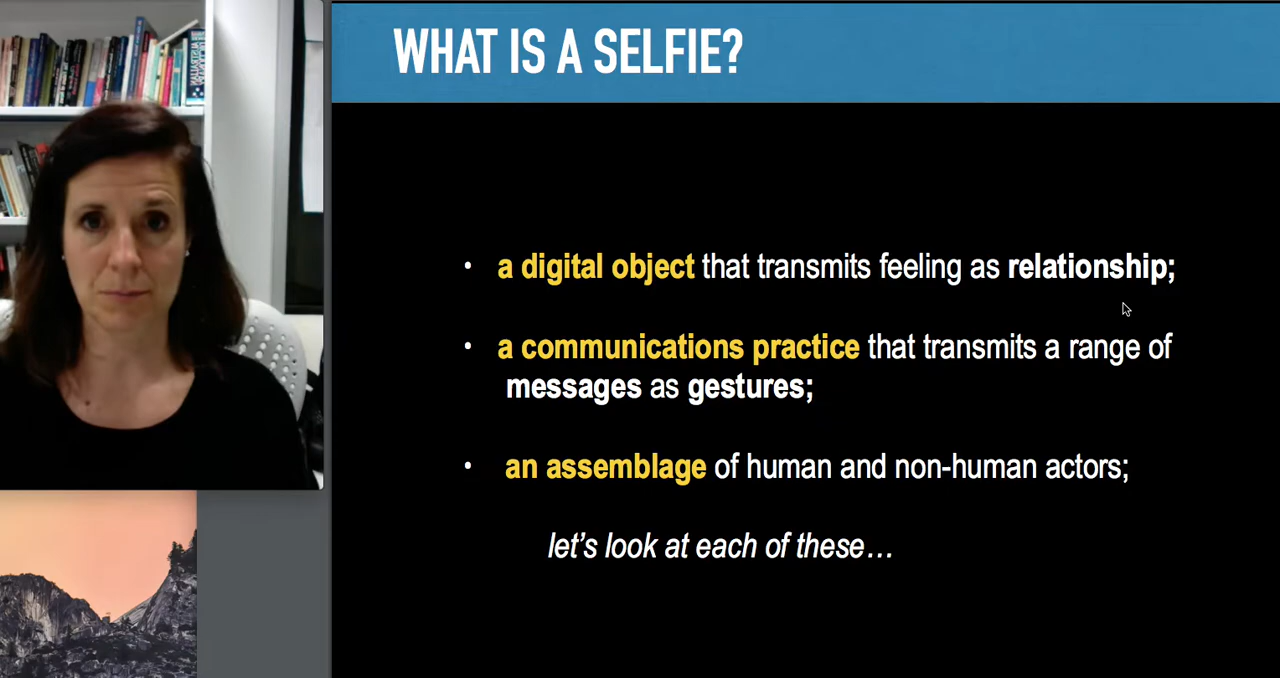 WHAT IS A SELFIE?
• a digital object that transmits feeling as relationship;
• a communications practice that transmits a range of
messages as gestures;
• an assemblage of human and non-human actors;
let’s look at each of these…